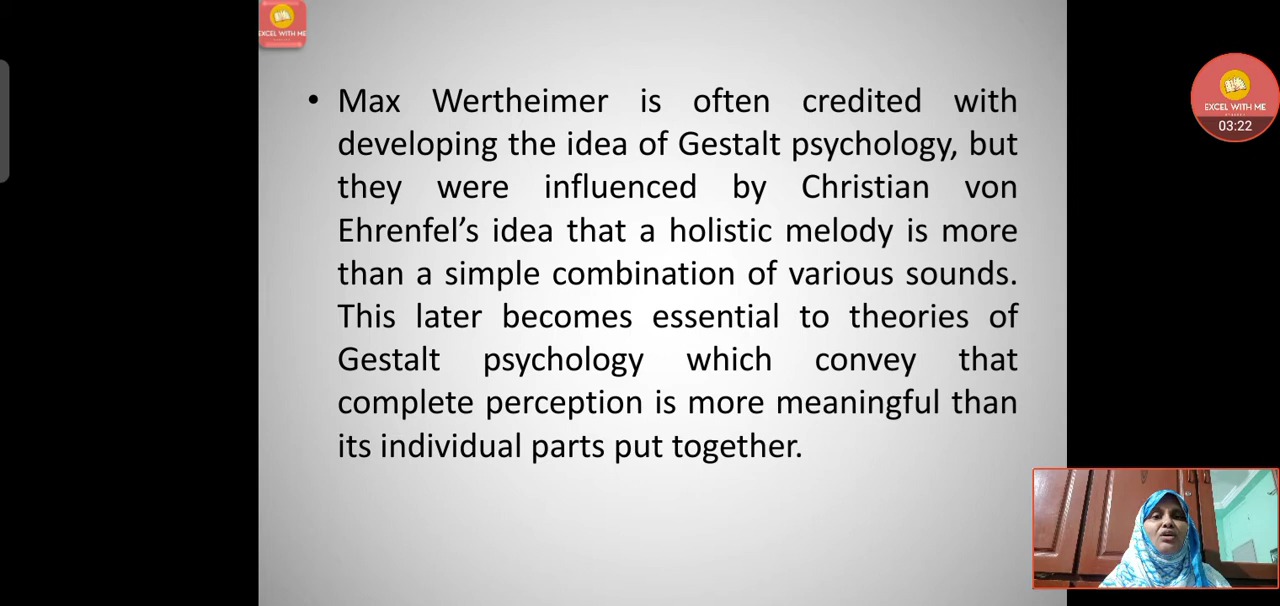 EXCEL WITH ME
• Max Wertheimer is often credited with
developing the idea of Gestalt psychology, but
they were influenced by Christian von
Ehrenfel’s idea that a holistic melody is more
than a simple combination of various sounds.
This later becomes essential to theories of
Gestalt psychology which convey that
complete perception is more meaningful than
its individual parts put together.
EXCEL WITH ME
03:22